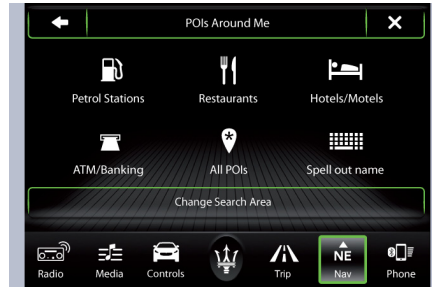 POIs Around Me
Petrol Stations
Restaurants
Hotels/Motels
ATM/Banking
All POIs
Spell out name
Change Search Area
NE
Radio
Media
Controls
Trip
Nav
Phone